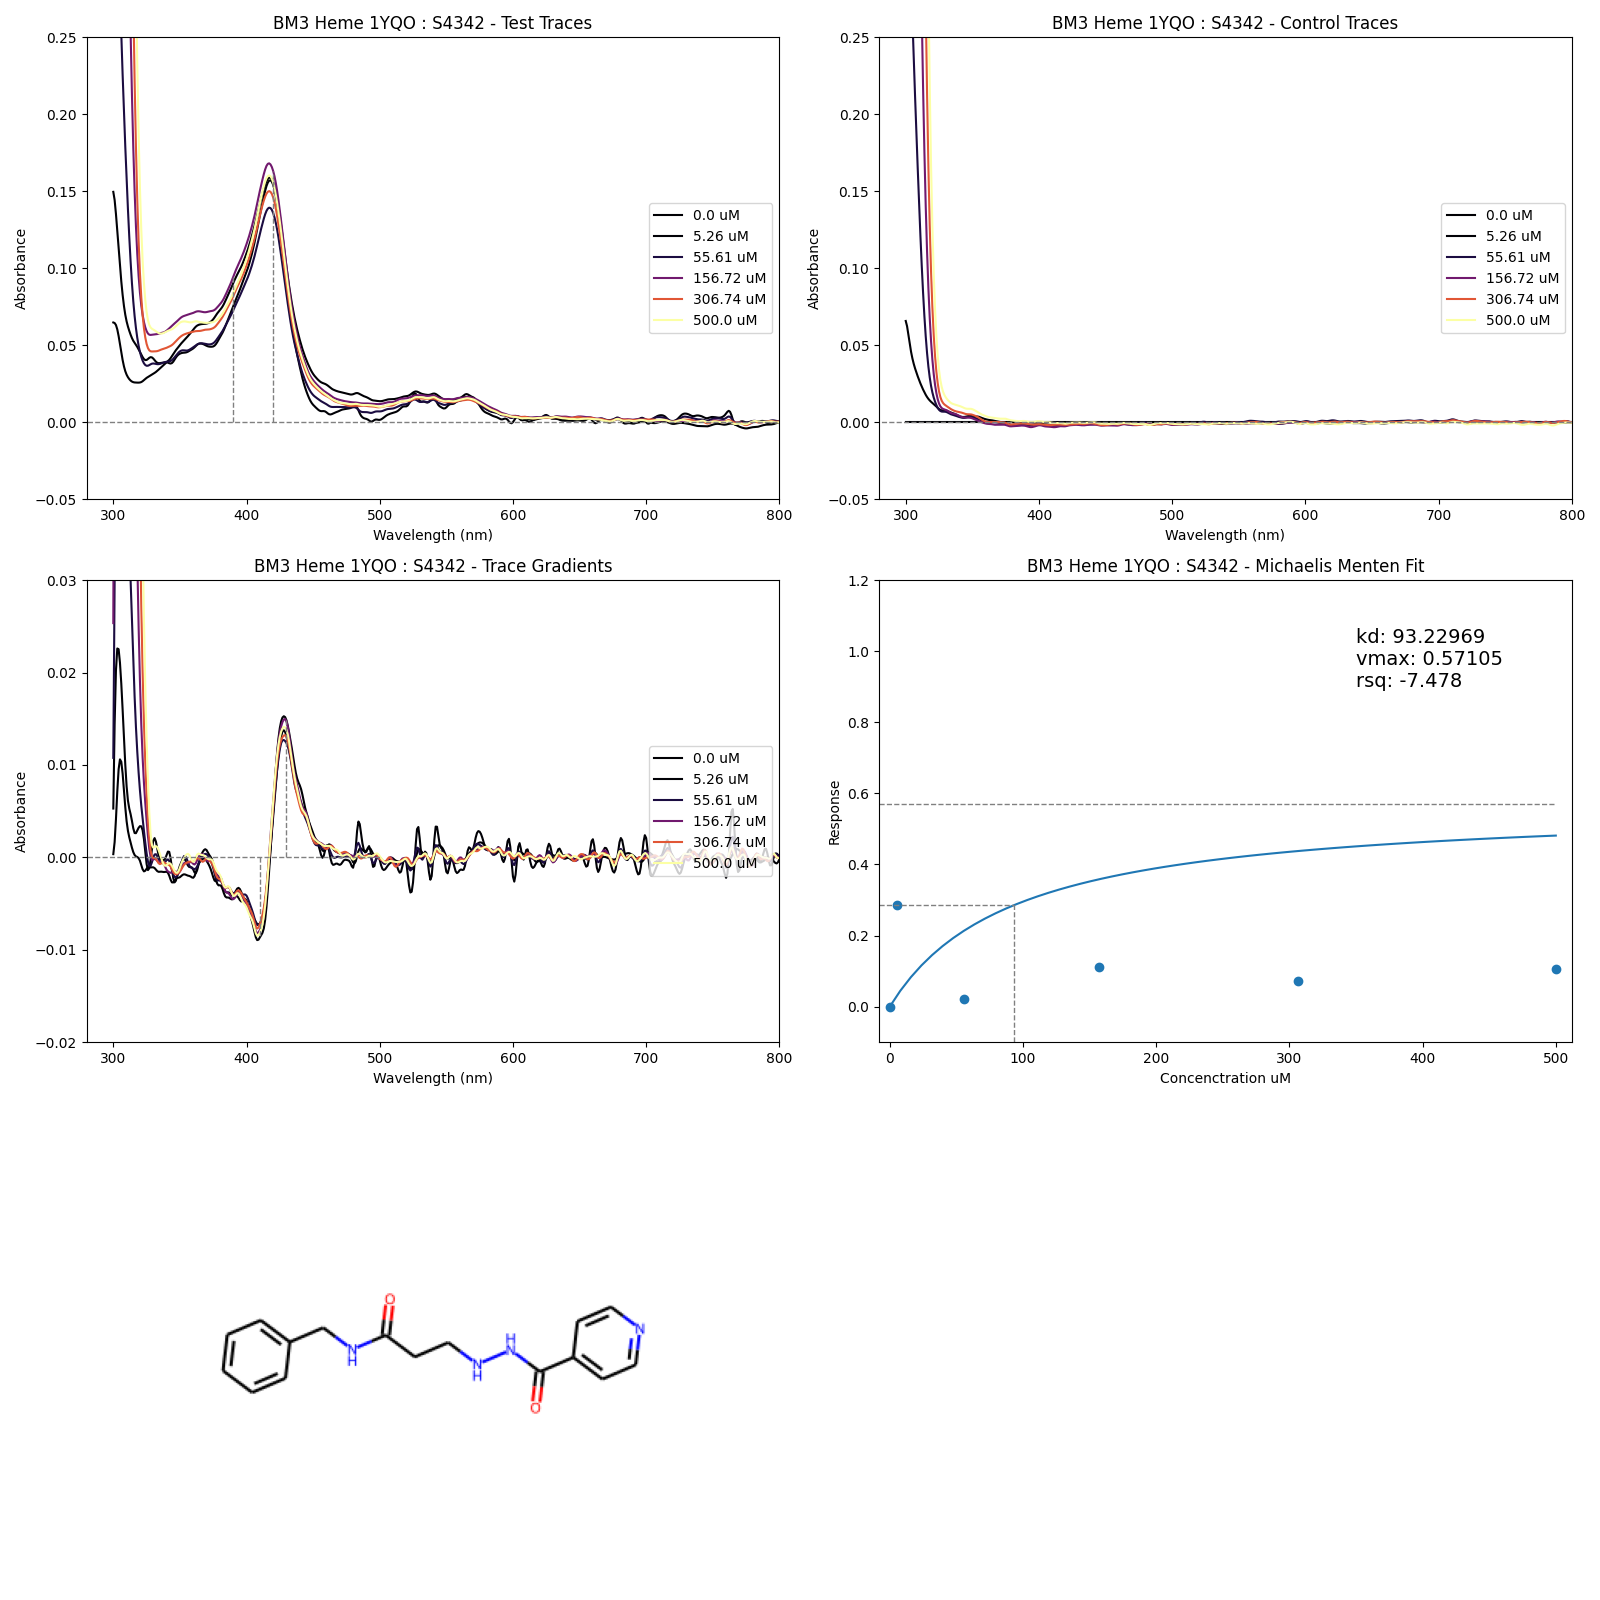 BM3 Heme 1YQO : S4342 - Test Traces
0.25
0.20
0.15
0.10
0.05
0.00
−0.05
Absorbance
300
400
500
600
700
800
Wavelength (nm)
0.0 uM
5.26 uM
55.61 uM
156.72 uM
306.74 uM
500.0 uM
BM3 Heme 1YQO : S4342 - Control Traces
0.25
0.20
0.15
0.10
0.05
0.00
−0.05
Absorbance
300
400
500
600
700
800
Wavelength (nm)
0.0 uM
5.26 uM
55.61 uM
156.72 uM
306.74 uM
500.0 uM
BM3 Heme 1YQO : S4342 - Trace Gradients
0.03
0.02
0.01
0.00
−0.01
−0.02
Absorbance
300
400
500
600
700
800
Wavelength (nm)
0.0 uM
5.26 uM
55.61 uM
156.72 uM
306.74 uM
500.0 uM
BM3 Heme 1YQO : S4342 - Michaelis Menten Fit
1.2
1.0
0.8
0.6
0.4
0.2
0.0
Response
kd: 93.22969
vmax: 0.57105
rsq: -7.478
0
100
200
300
400
500
Concenctration uM
O
N
H
N
H
H
N
O
N